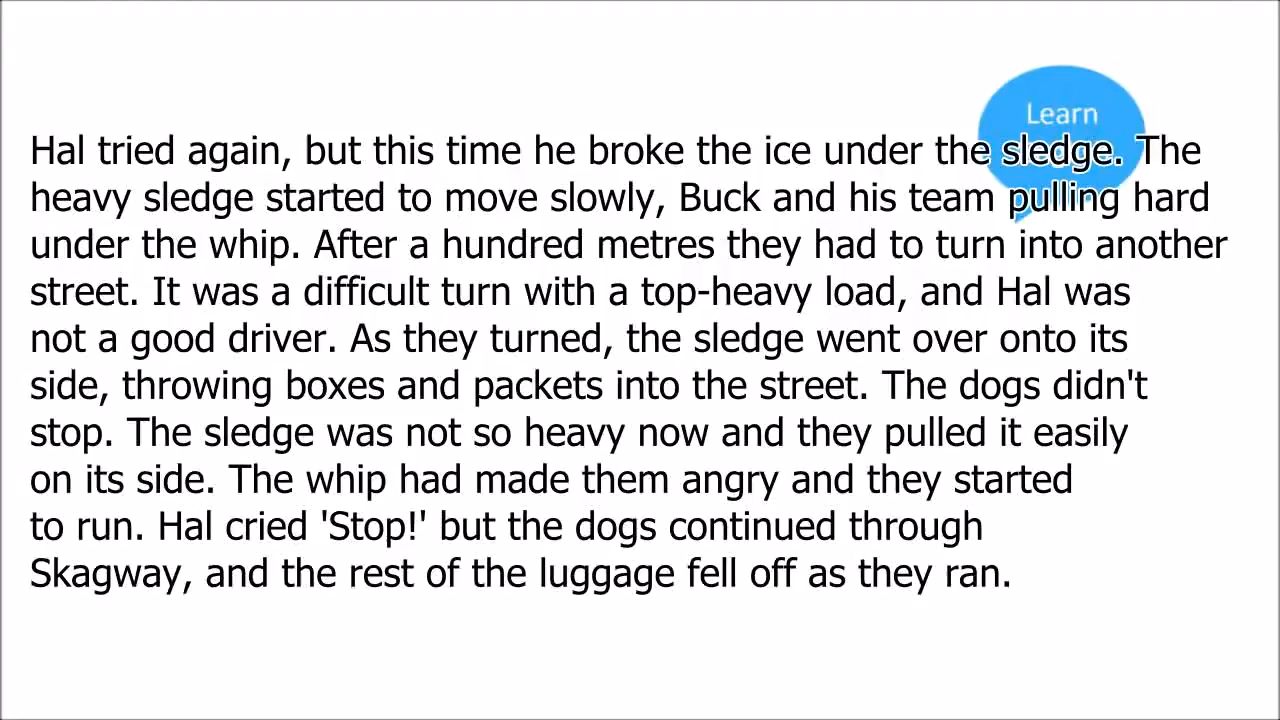 Learn
Hal tried again, but this time he broke the ice under the sledge. The
heavy sledge started to move slowly, Buck and his team pulling hard
under the whip. After a hundred metres they had to turn into another
street. It was a difficult turn with a top-heavy load, and Hal was
not a good driver. As they turned, the sledge went over onto its
side, throwing boxes and packets into the street. The dogs didn't
stop. The sledge was not so heavy now and they pulled it easily
on its side. The whip had made them angry and they started
to run. Hal cried 'Stop!' but the dogs continued through
Skagway, and the rest of the luggage fell off as they ran.